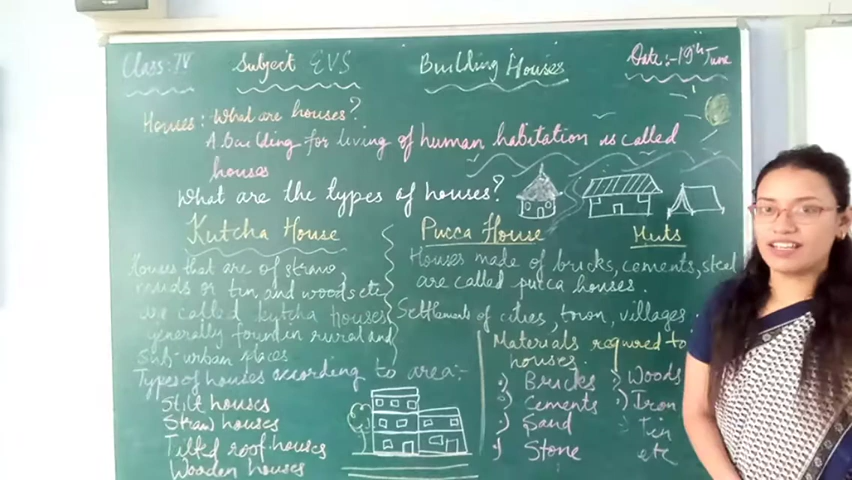 Class: IV Subject EVS Building Houses Date:- 19th June
Houses: What are houses?
A building for living of human habitation is called
houses
What are the types of houses?
Kutcha House
Houses that are of straw,
muds or tin, and woods etc
are called kutcha houses
generally found in rural and
sub-urban places
Pucca House Huts
Houses made of bricks, cements, steel
are called pucca houses.
Settlements of cities, town, villages.
Types of houses according to area:-
Stilt houses
Straw houses
Tilted roof houses
Wooden houses
Materials required to
houses.
Bricks
Cements
Sand
Stone
Woods
Iron
Tin
etc